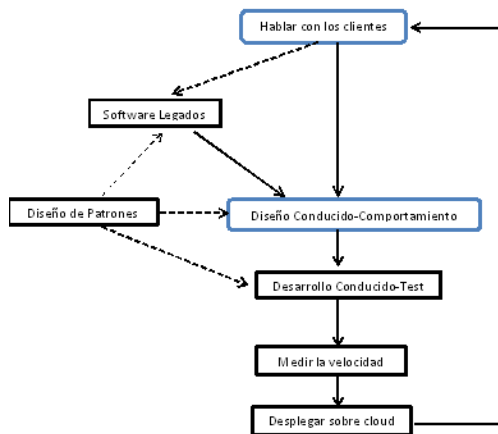 Hablar con los clientes
Software Legados
Diseño de Patrones
Diseño Conducido-Comportamiento
Desarrollo Conducido-Test
Medir la velocidad
Desplegar sobre cloud